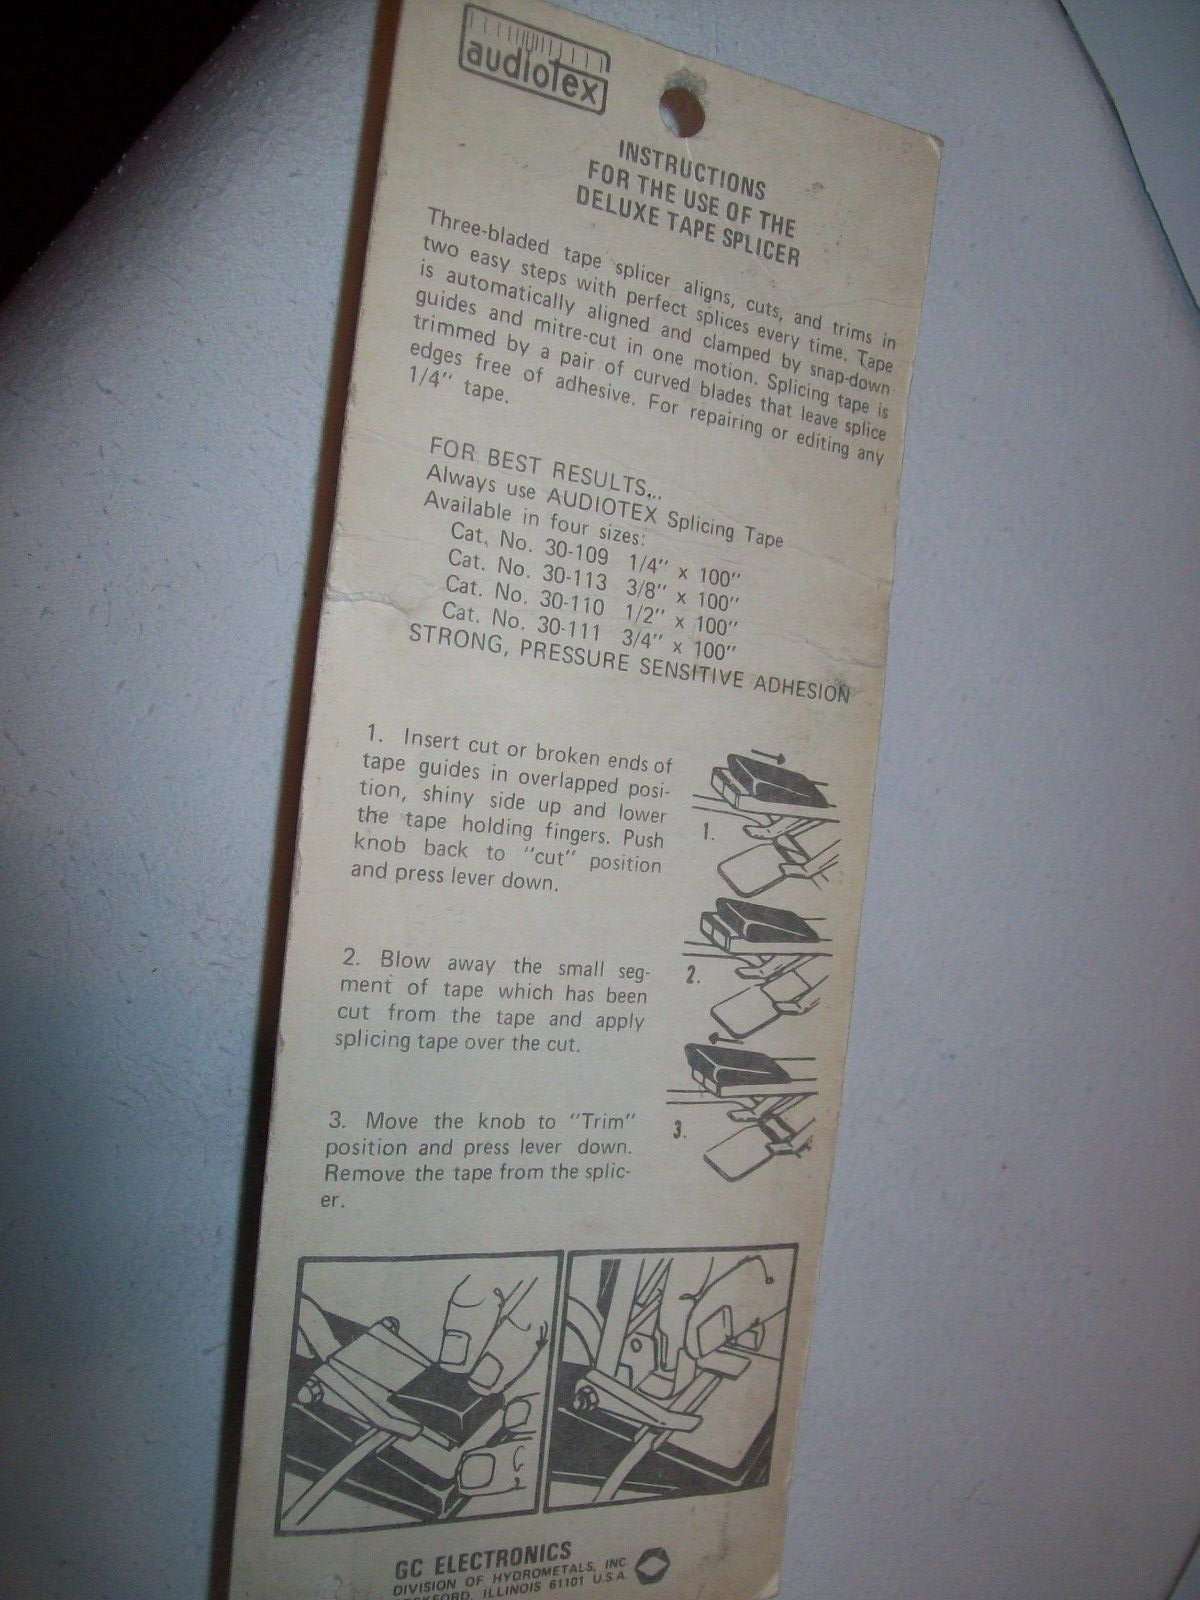 audiotex
INSTRUCTIONS
FOR THE USE OF THE
DELUXE TAPE SPLICER
Three-bladed tape splicer aligns, cuts, and trims in
two easy steps with perfect splices every time. Tape
is automatically aligned and clamped by snap-down
guides and mitre-cut in one motion. Splicing tape is
trimmed by a pair of curved blades that leave splice
edges free of adhesive. For repairing or editing any
1/4" tape.
FOR BEST RESULTS...
Always use AUDIOTEX Splicing Tape
Available in four sizes:
Cat. No. 30-109 1/4" x 100"
Cat. No. 30-113 3/8" x 100"
Cat. No. 30-110 1/2" x 100"
Cat. No. 30-111 3/4" x 100"
STRONG, PRESSURE SENSITIVE ADHESION
1. Insert cut or broken ends of
tape guides in overlapped posi-
tion, shiny side up and lower
the tape holding fingers. Push
knob back to "cut" position
and press lever down.
1.
2. Blow away the small seg-
ment of tape which has been
cut from the tape and apply
splicing tape over the cut.
2.
3. Move the knob to "Trim"
position and press lever down.
Remove the tape from the splic-
er.
3.
GC ELECTRONICS
DIVISION OF HYDROMETALS, INC.
ILLINOIS 61101 U.S.A.